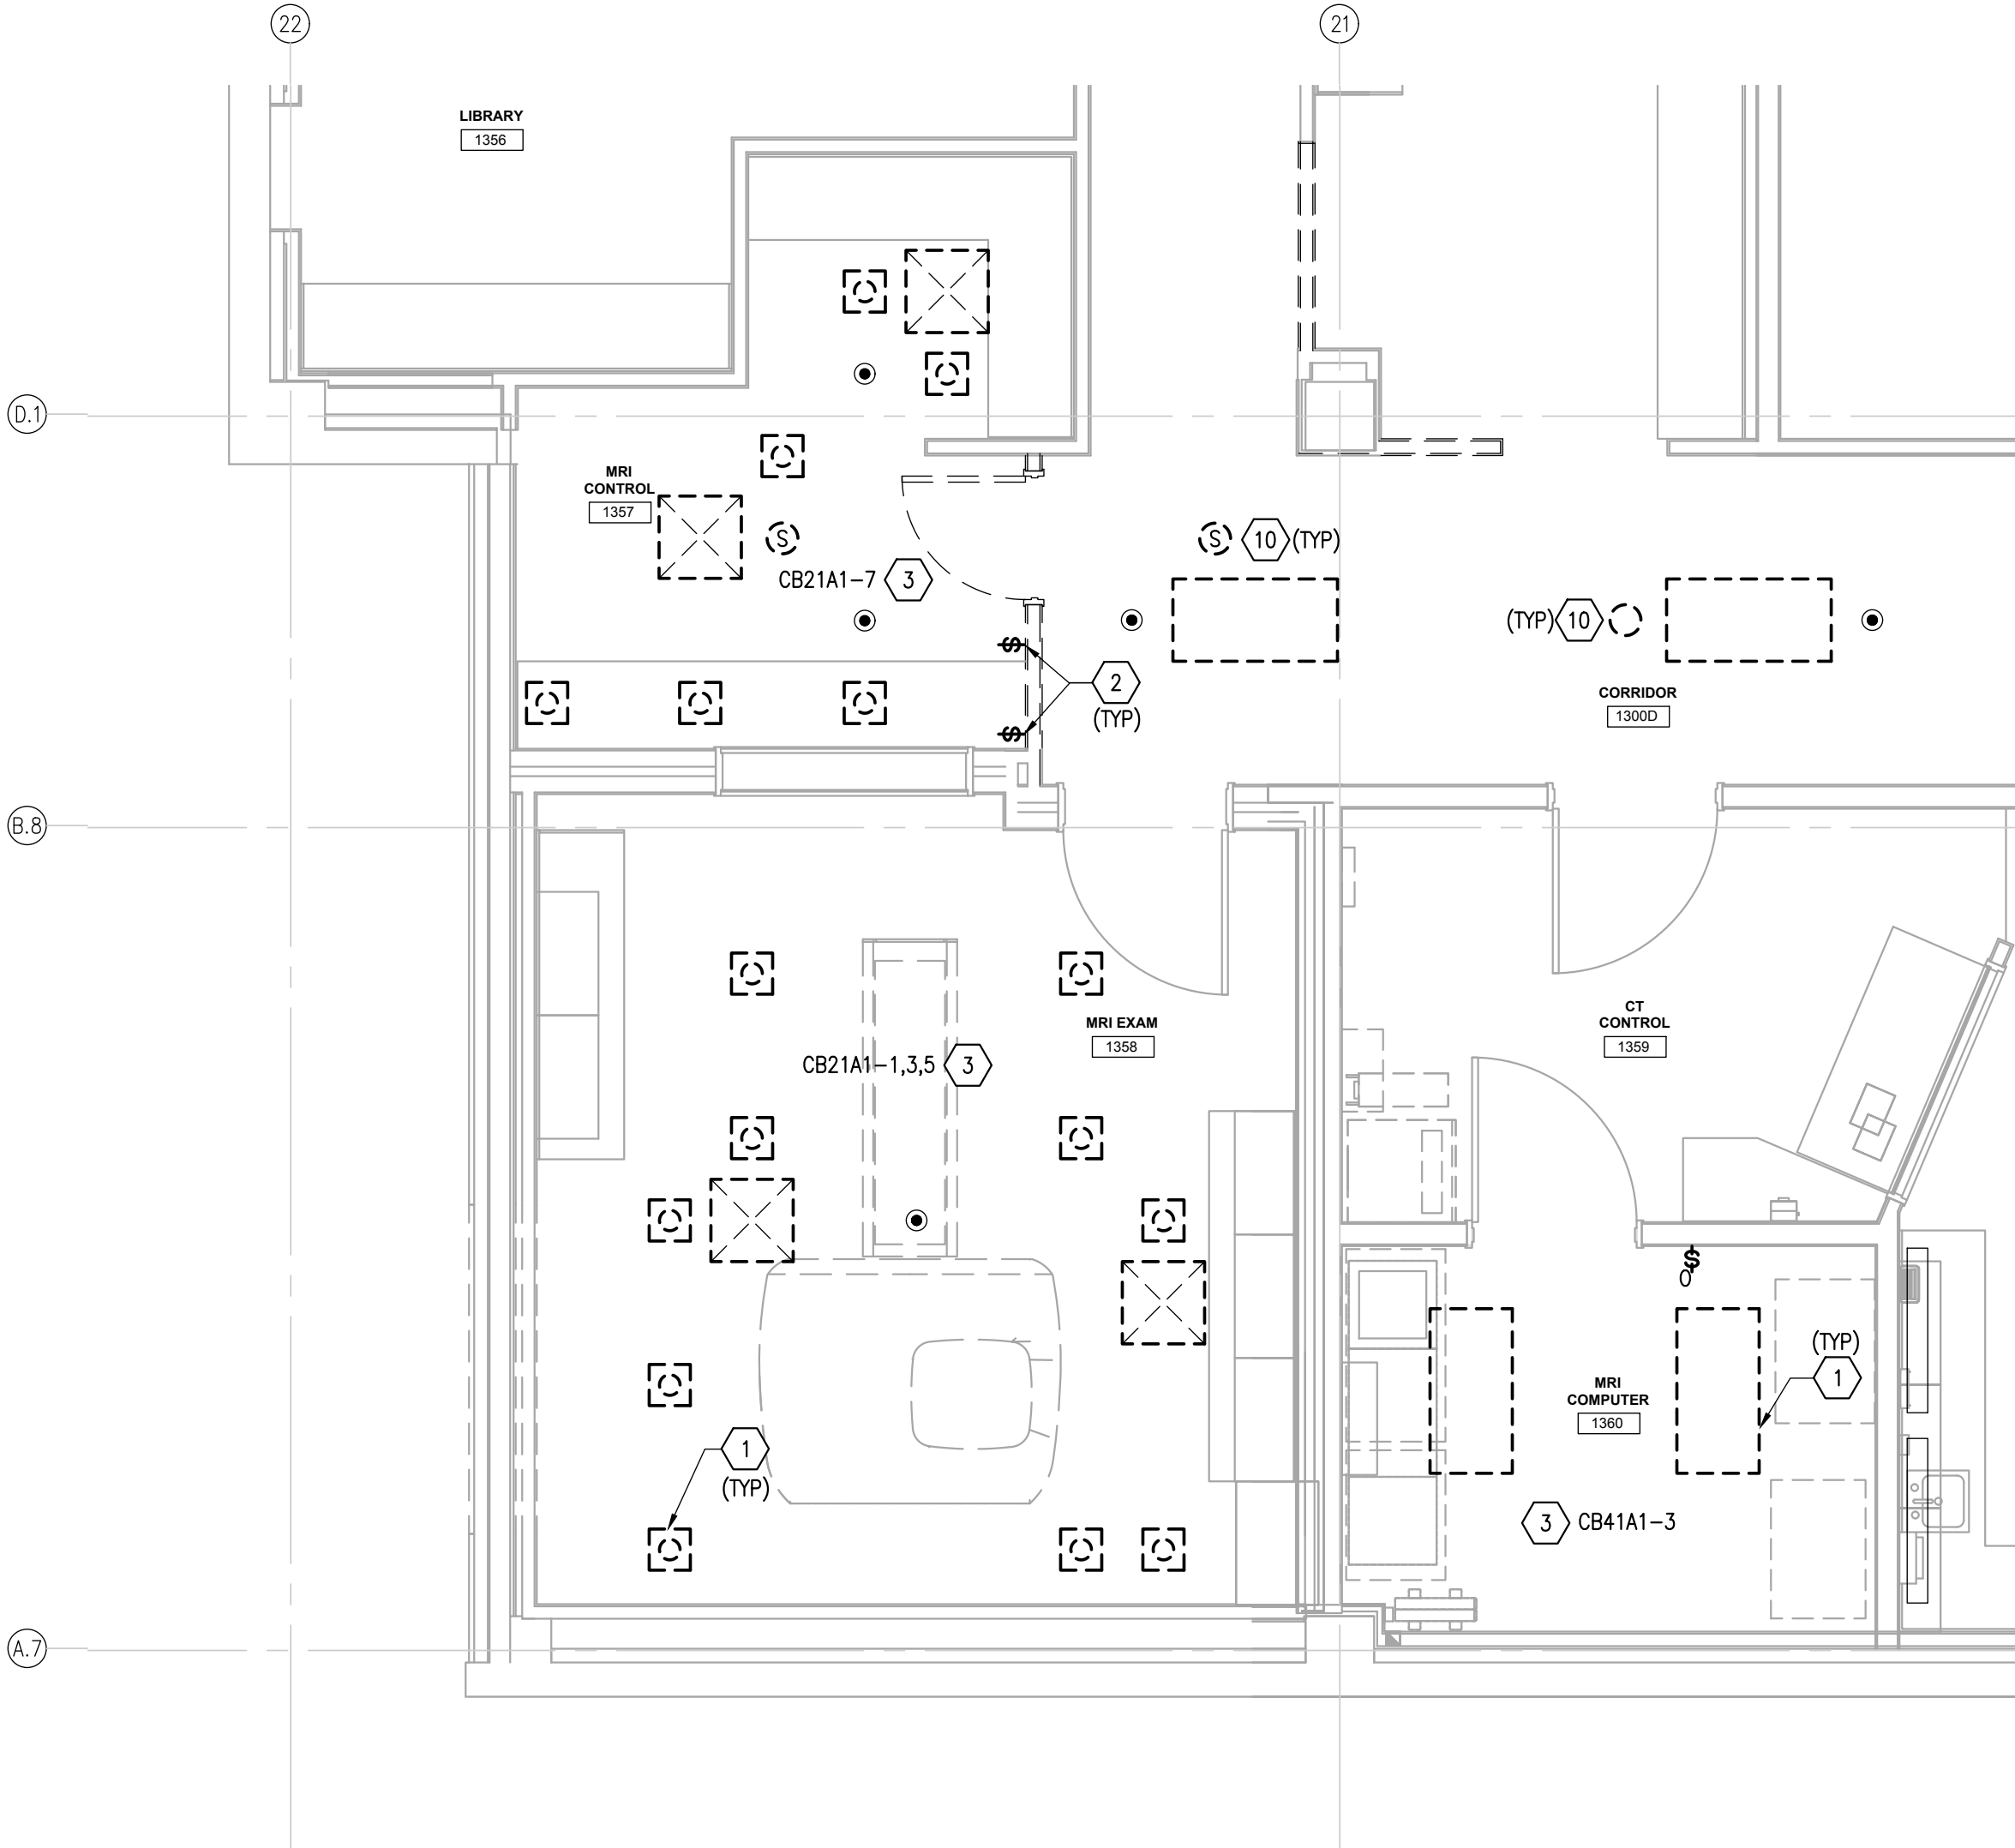 22
21
LIBRARY
1356
D.1
MRI
CONTROL
1357
S
CB21A1-7
3
S
10
(TYP)
(TYP)
10
$
2
(TYP)
$
CORRIDOR
1300D
B.8
MRI EXAM
1358
CT
CONTROL
1359
CB21A1-1,3,5
3
$
O
(TYP)
1
MRI
COMPUTER
1360
1
(TYP)
3
CB41A1-3
A.7